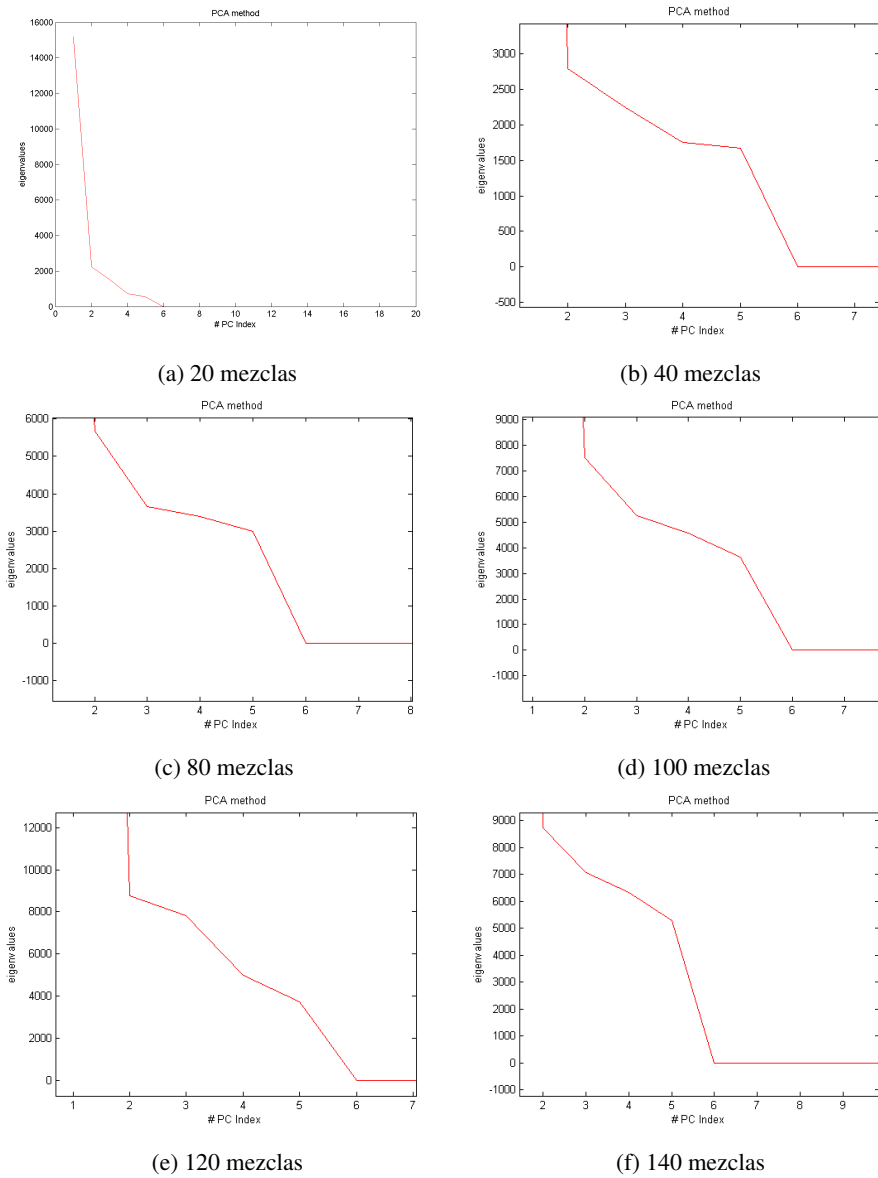 PCA method
eigenvalues
16000
14000
12000
10000
8000
6000
4000
2000
0
0 2 4 6 8 10 12 14 16 18 20
# PC Index
(a) 20 mezclas
PCA method
eigenvalues
3000
2500
2000
1500
1000
500
0
-500
2 3 4 5 6 7
# PC Index
(b) 40 mezclas
PCA method
eigenvalues
6000
5000
4000
3000
2000
1000
0
-1000
2 3 4 5 6 7 8
# PC Index
(c) 80 mezclas
PCA method
eigenvalues
9000
8000
7000
6000
5000
4000
3000
2000
1000
0
-1000
1 2 3 4 5 6 7
# PC Index
(d) 100 mezclas
PCA method
eigenvalues
12000
10000
8000
6000
4000
2000
0
1 2 3 4 5 6 7
# PC Index
(e) 120 mezclas
PCA method
eigenvalues
9000
8000
7000
6000
5000
4000
3000
2000
1000
0
-1000
2 3 4 5 6 7 8 9
# PC Index
(f) 140 mezclas